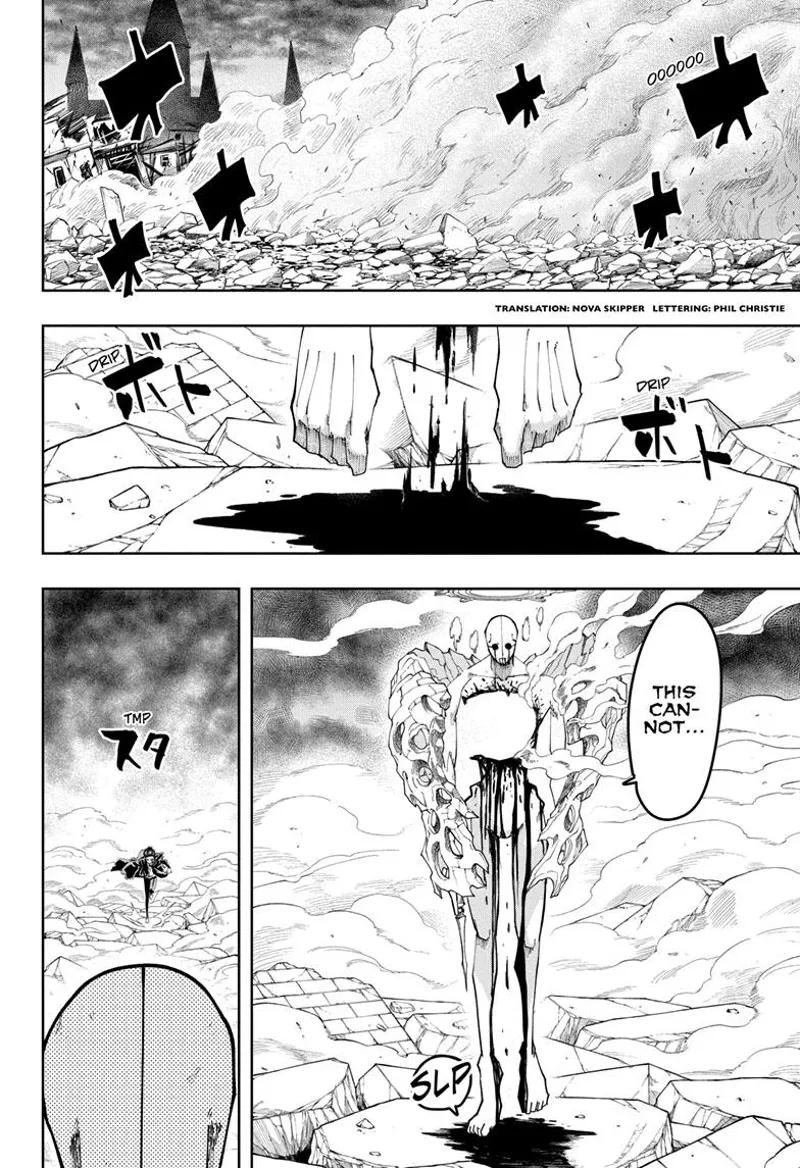 OOOOOO
TRANSLATION: NOVA SKIPPER LETTERING: PHIL CHRISTIE
DRIP
ボト
DRIP
ボト
THIS
CAN-
NOT...
SLP
TMP
スタ